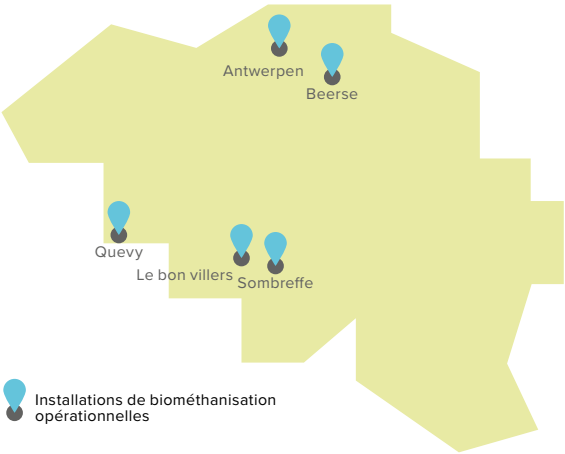 Antwerpen
Beerse
Quevy
Le bon villers
Sombreffe
Installations de biométhanisation
opérationnelles